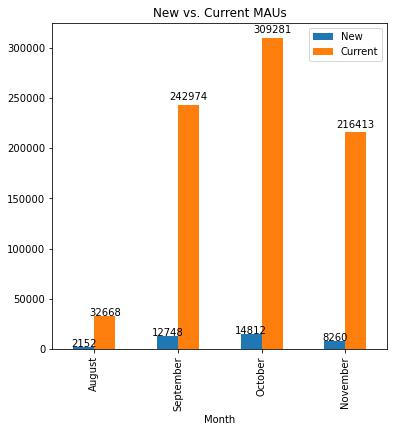 New vs. Current MAUs
New
Current
300000
250000
200000
150000
100000
50000
0
309281
242974
216413
32668
2152
12748
14812
8260
August
September
October
November
Month